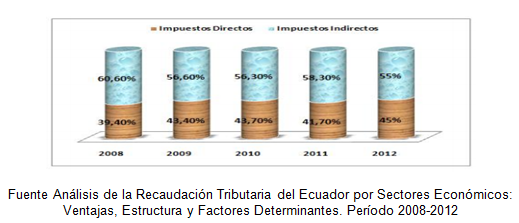 Impuestos Directos Impuestos Indirectos
60,60% 56,60% 56,30% 58,30% 55%
39,40% 43,40% 43,70% 41,70% 45%
2008 2009 2010 2011 2012
Fuente Análisis de la Recaudación Tributaria del Ecuador por Sectores Económicos:
Ventajas, Estructura y Factores Determinantes. Período 2008-2012